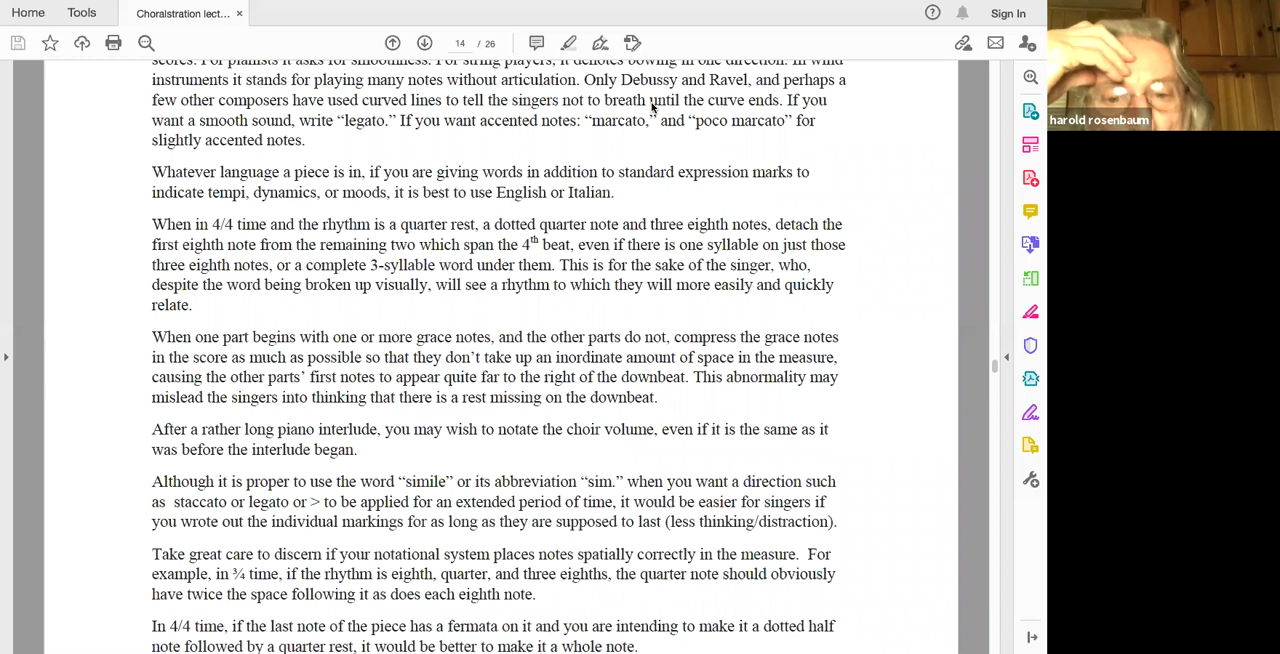 Home Tools Choralstration lect... × Sign In
14 / 26
scores. For pianists it asks for smoothness. For string players, it denotes bowing in one direction. In wind
instruments it stands for playing many notes without articulation. Only Debussy and Ravel, and perhaps a
few other composers have used curved lines to tell the singers not to breath until the curve ends. If you
want a smooth sound, write “legato.” If you want accented notes: “marcato,” and “poco marcato” for
slightly accented notes.
Whatever language a piece is in, if you are giving words in addition to standard expression marks to
indicate tempi, dynamics, or moods, it is best to use English or Italian.
When in 4/4 time and the rhythm is a quarter rest, a dotted quarter note and three eighth notes, detach the
first eighth note from the remaining two which span the 4th beat, even if there is one syllable on just those
three eighth notes, or a complete 3-syllable word under them. This is for the sake of the singer, who,
despite the word being broken up visually, will see a rhythm to which they will more easily and quickly
relate.
When one part begins with one or more grace notes, and the other parts do not, compress the grace notes
in the score as much as possible so that they don’t take up an inordinate amount of space in the measure,
causing the other parts’ first notes to appear quite far to the right of the downbeat. This abnormality may
mislead the singers into thinking that there is a rest missing on the downbeat.
After a rather long piano interlude, you may wish to notate the choir volume, even if it is the same as it
was before the interlude began.
Although it is proper to use the word “simile” or its abbreviation “sim.” when you want a direction such
as staccato or legato or > to be applied for an extended period of time, it would be easier for singers if
you wrote out the individual markings for as long as they are supposed to last (less thinking/distraction).
Take great care to discern if your notational system places notes spatially correctly in the measure. For
example, in ¾ time, if the rhythm is eighth, quarter, and three eighths, the quarter note should obviously
have twice the space following it as does each eighth note.
In 4/4 time, if the last note of the piece has a fermata on it and you are intending to make it a dotted half
note followed by a quarter rest, it would be better to make it a whole note.
harold rosenbaum